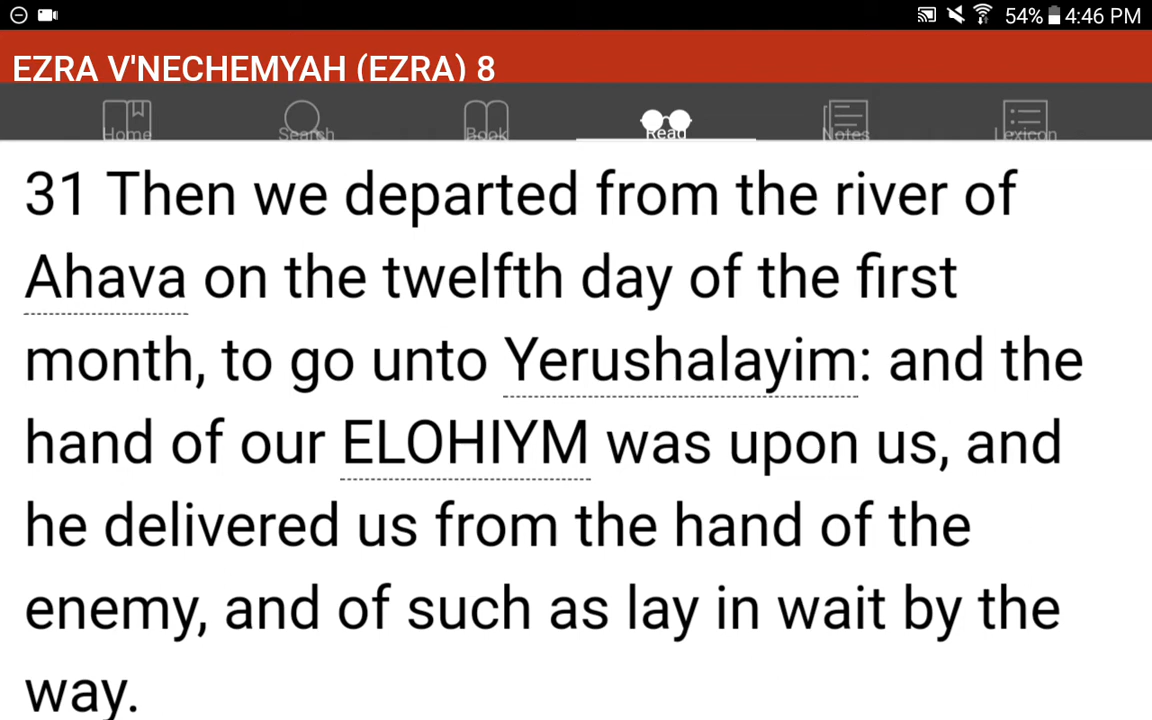 54% 4:46 PM
EZRA V'NECHEMYAH (EZRA) 8
Home Search Book Read Notes Lexicon
31 Then we departed from the river of
Ahava on the twelfth day of the first
month, to go unto Yerushalayim: and the
hand of our ELOHIYM was upon us, and
he delivered us from the hand of the
enemy, and of such as lay in wait by the
way.